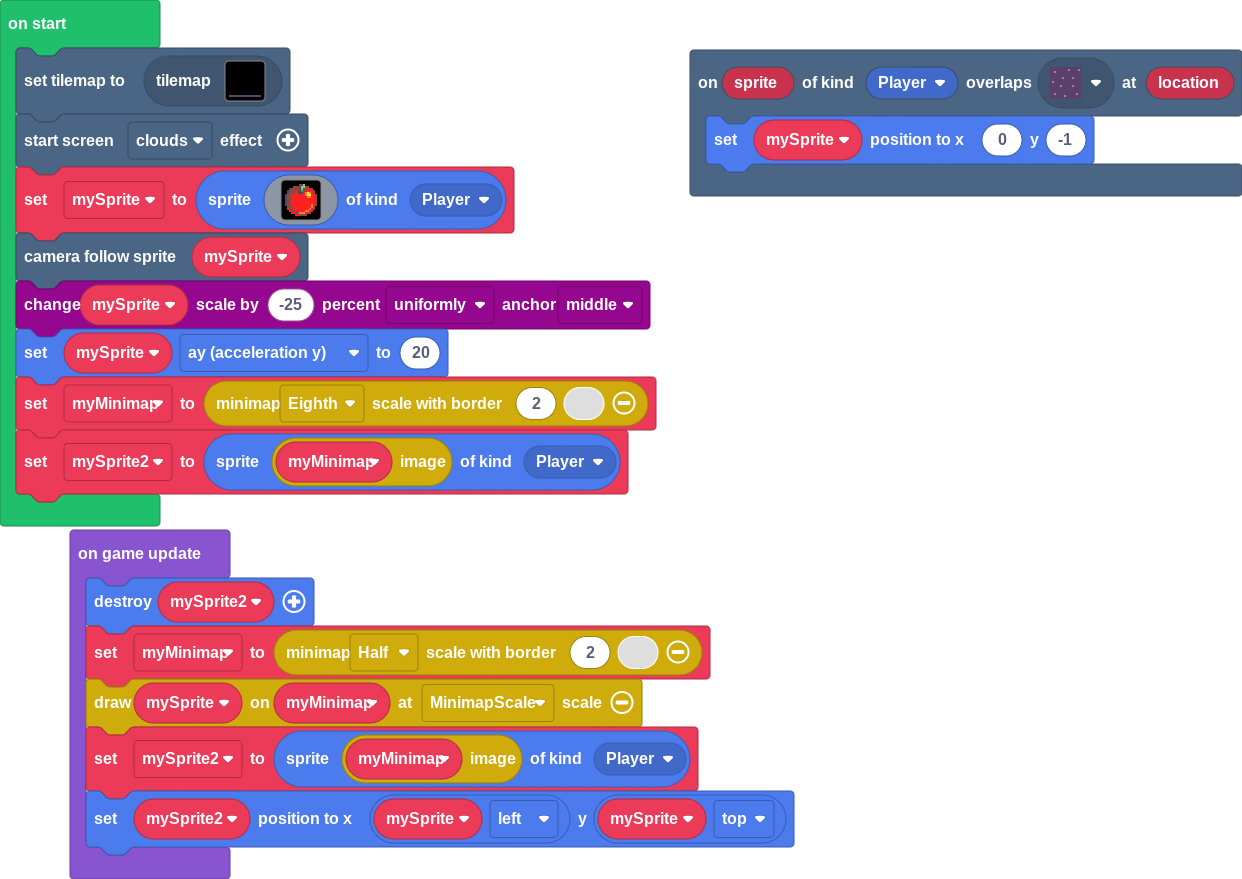 on start
set tilemap to tilemap
start screen clouds effect
set mySprite to sprite of kind Player
camera follow sprite mySprite
change mySprite scale by -25 percent uniformly anchor middle
set mySprite ay (acceleration y) to 20
set myMinimap to minimap Eighth scale with border 2
set mySprite2 to sprite myMinimap image of kind Player
on sprite of kind Player overlaps at location
set mySprite position to x 0 y -1
on game update
destroy mySprite2
set myMinimap to minimap Half scale with border 2
draw mySprite on myMinimap at MinimapScale scale
set mySprite2 to sprite myMinimap image of kind Player
set mySprite2 position to x mySprite left y mySprite top